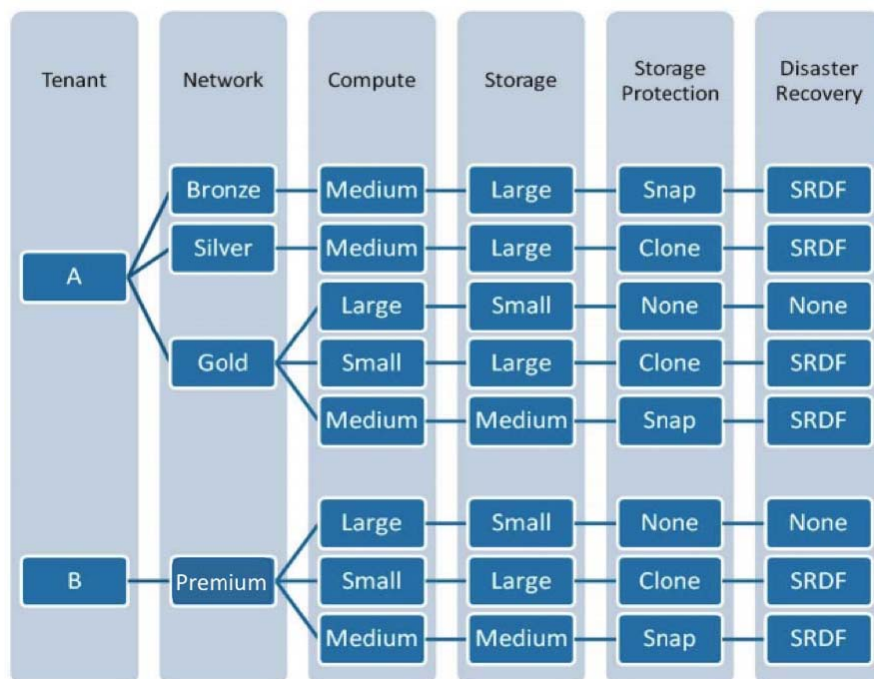 Tenant
Network
Compute
Storage
Storage
Protection
Disaster
Recovery
A
Bronze
Medium
Large
Snap
SRDF
Silver
Medium
Large
Clone
SRDF
Gold
Large
Small
None
None
Small
Large
Clone
SRDF
Medium
Medium
Snap
SRDF
B
Premium
Large
Small
None
None
Small
Large
Clone
SRDF
Medium
Medium
Snap
SRDF